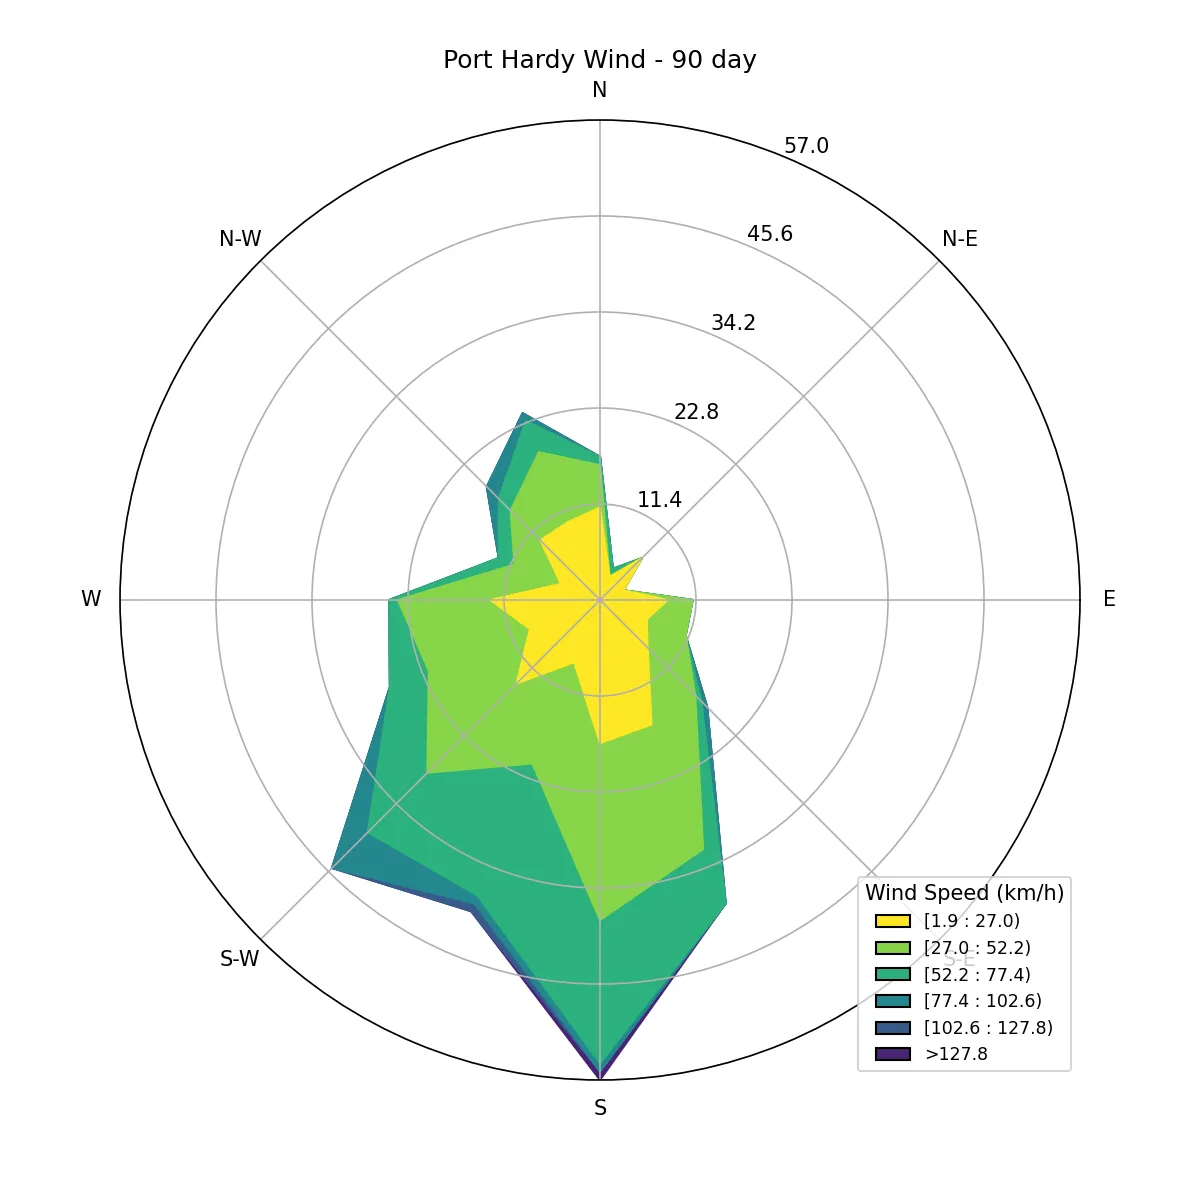 Port Hardy Wind - 90 day
N
57.0
N-W
45.6
N-E
34.2
22.8
11.4
W
E
Wind Speed (km/h)
[1.9 : 27.0)
[27.0 : 52.2)
S-W
S-E
[52.2 : 77.4)
[77.4 : 102.6)
[102.6 : 127.8)
>127.8
S